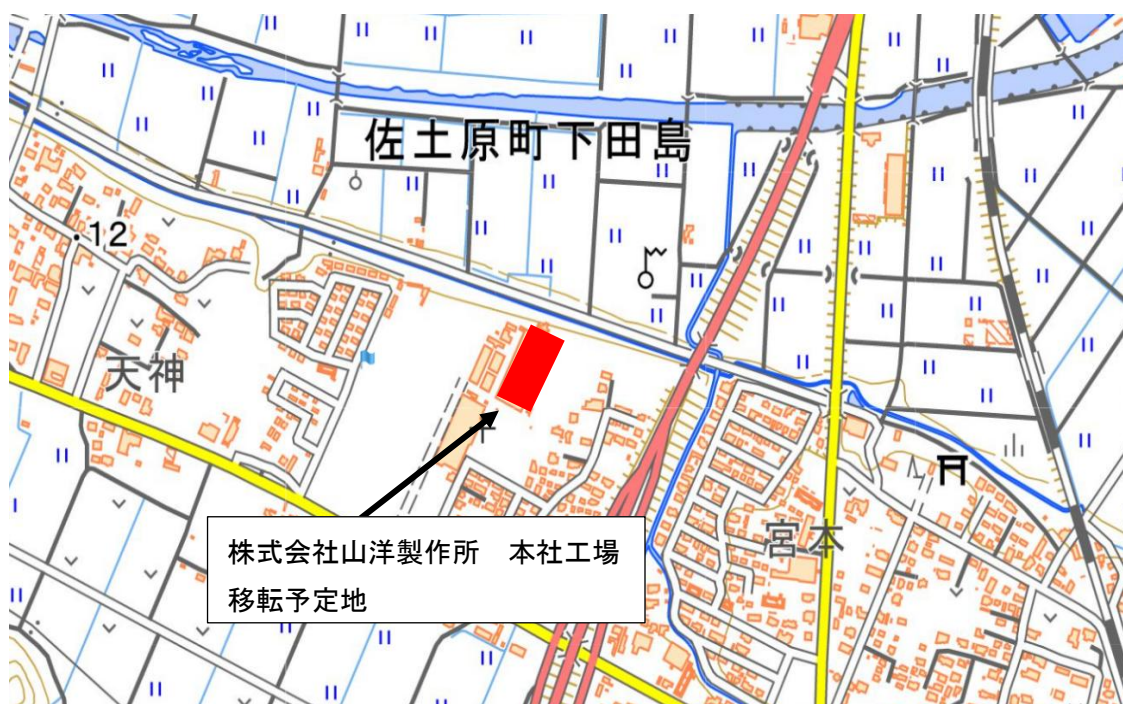 佐土原町下田島
・12
天神
宮本
株式会社山洋製作所　本社工場
移転予定地